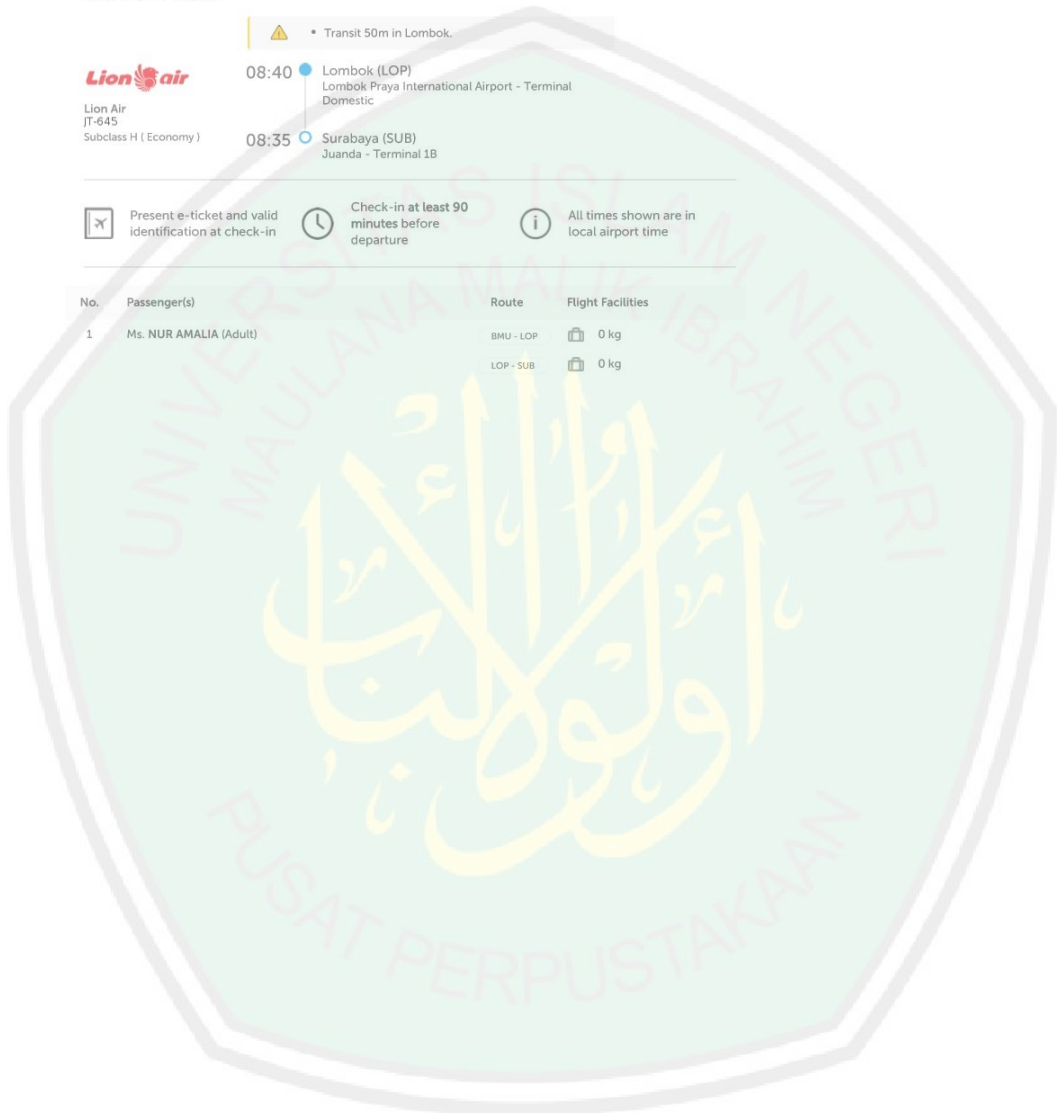 • Transit 50m in Lombok.
Lion air
Lion Air
JT-645
Subclass H ( Economy )
08:40
Lombok (LOP)
Lombok Praya International Airport - Terminal
Domestic
08:35
Surabaya (SUB)
Juanda - Terminal 1B
Present e-ticket and valid
identification at check-in
Check-in at least 90
minutes before
departure
All times shown are in
local airport time
No. Passenger(s) Route Flight Facilities
1 Ms. NUR AMALIA (Adult) BMU - LOP 0 kg
LOP - SUB 0 kg
UNIVERSITAS ISLAM NEGERI
MAULANA MALIK IBRAHIM
أولوا الألباب
PUSAT PERPUSTAKAAN